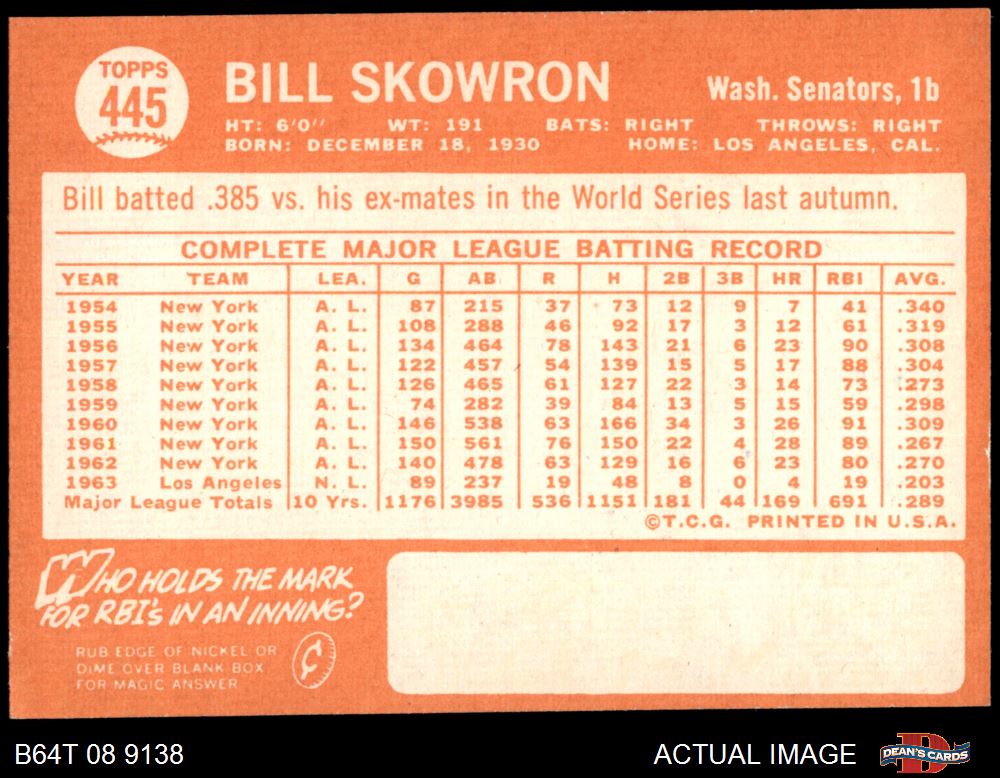 TOPPS
445
BILL SKOWRON
Wash. Senators, 1b
HT: 6'0" WT: 191 BATS: RIGHT THROWS: RIGHT
BORN: DECEMBER 18, 1930 HOME: LOS ANGELES, CAL.
Bill batted .385 vs. his ex-mates in the World Series last autumn.
COMPLETE MAJOR LEAGUE BATTING RECORD
YEAR TEAM LEA. G AB R H 2B 3B HR RBI AVG.
1954 New York A. L. 87 215 37 73 12 9 7 41 .340
1955 New York A. L. 108 288 46 92 17 3 12 61 .319
1956 New York A. L. 134 464 78 143 21 6 23 90 .308
1957 New York A. L. 122 457 54 139 15 5 17 88 .304
1958 New York A. L. 126 465 61 127 22 3 14 73 .273
1959 New York A. L. 74 282 39 84 13 5 15 59 .298
1960 New York A. L. 146 538 63 166 34 3 26 91 .309
1961 New York A. L. 150 561 76 150 22 4 28 89 .267
1962 New York A. L. 140 478 63 129 16 6 23 80 .270
1963 Los Angeles N. L. 89 237 19 48 8 0 4 19 .203
Major League Totals 10 Yrs. 1176 3985 536 1151 181 44 169 691 .289
©T.C.G. PRINTED IN U.S.A.
WHO HOLDS THE MARK
FOR RBI's IN AN INNING?
RUB EDGE OF NICKEL OR
DIME OVER BLANK BOX
FOR MAGIC ANSWER
¢
B64T 08 9138
ACTUAL IMAGE
D
DEAN'S CARDS